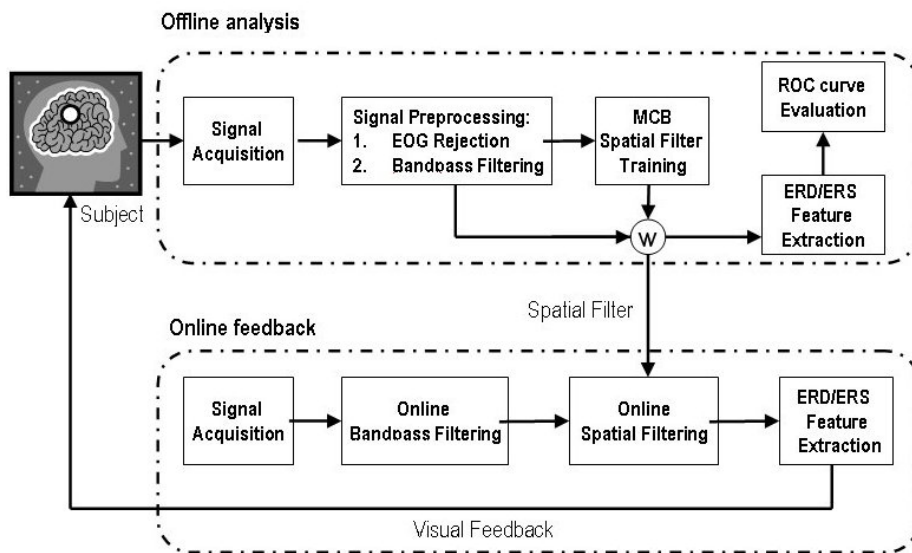 Offline analysis
Signal
Acquisition
Signal Preprocessing:
1. EOG Rejection
2. Bandpass Filtering
MCB
Spatial Filter
Training
ROC curve
Evaluation
ERD/ERS
Feature
Extraction
W
Subject
Spatial Filter
Online feedback
Signal
Acquisition
Online
Bandpass Filtering
Online
Spatial Filtering
ERD/ERS
Feature
Extraction
Visual Feedback